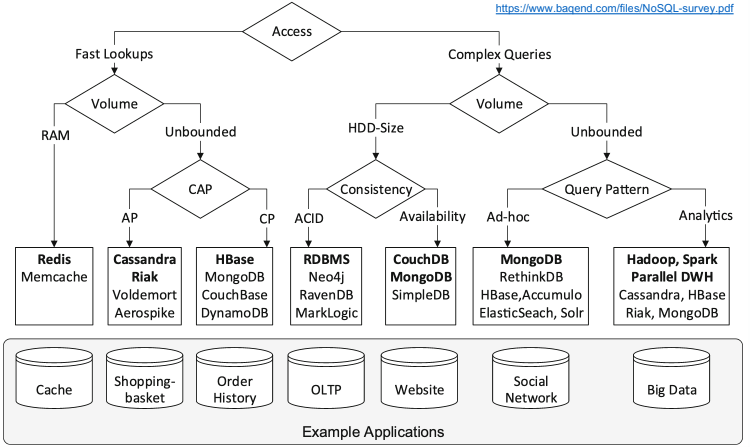 https://www.baqend.com/files/NoSQL-survey.pdf
Access
Fast Lookups
Complex Queries
Volume
Volume
RAM
Unbounded
HDD-Size
Unbounded
CAP
Consistency
Query Pattern
AP
CP
ACID
Availability
Ad-hoc
Analytics
Redis
Memcache
Cassandra
Riak
Voldemort
Aerospike
HBase
MongoDB
CouchBase
DynamoDB
RDBMS
Neo4j
RavenDB
MarkLogic
CouchDB
MongoDB
SimpleDB
MongoDB
RethinkDB
HBase,Accumulo
ElasticSeach, Solr
Hadoop, Spark
Parallel DWH
Cassandra, HBase
Riak, MongoDB
Cache
Shopping-
basket
Order
History
OLTP
Website
Social
Network
Big Data
Example Applications